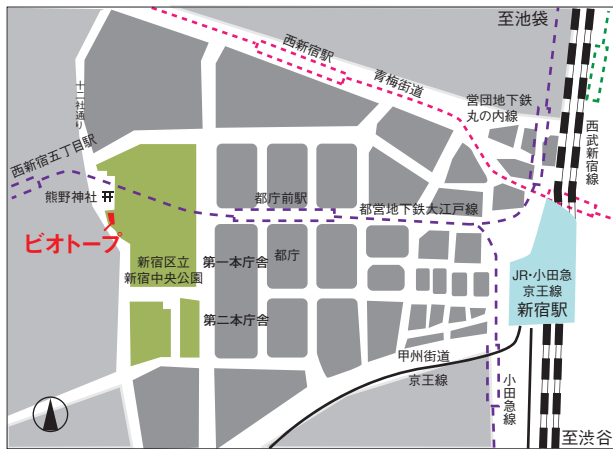 至池袋
西新宿駅
青梅街道
営団地下鉄
丸の内線
西武新宿線
十二社通り
西新宿五丁目駅
熊野神社
都庁前駅
都営地下鉄大江戸線
ビオトープ
新宿区立
新宿中央公園
第一本庁舎
都庁
JR・小田急
京王線
新宿駅
第二本庁舎
甲州街道
京王線
小田急線
至渋谷